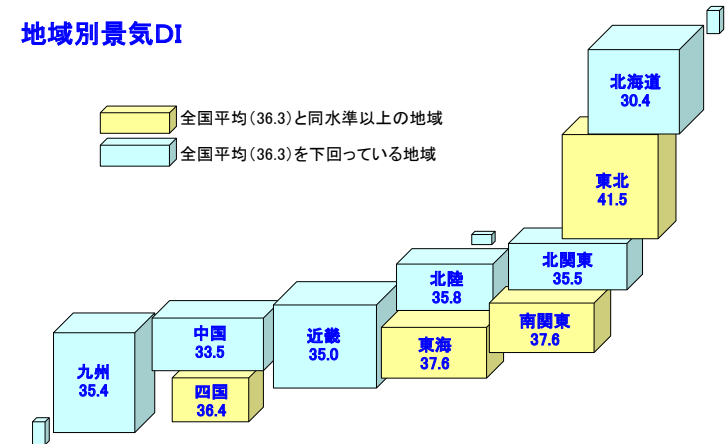 地域別景気DI
全国平均(36.3)と同水準以上の地域
全国平均(36.3)を下回っている地域
北海道
30.4
東北
41.5
北関東
35.5
北陸
35.8
南関東
37.6
東海
37.6
近畿
35.0
中国
33.5
四国
36.4
九州
35.4